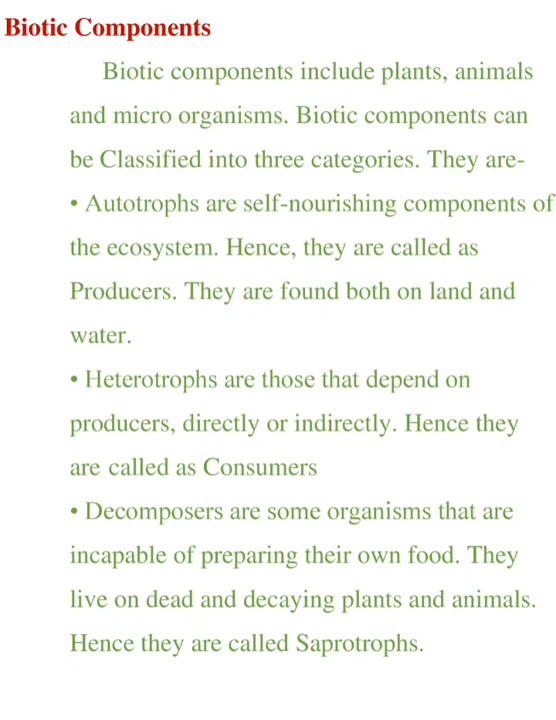 Biotic Components
Biotic components include plants, animals
and micro organisms. Biotic components can
be Classified into three categories. They are-
• Autotrophs are self-nourishing components of
the ecosystem. Hence, they are called as
Producers. They are found both on land and
water.
• Heterotrophs are those that depend on
producers, directly or indirectly. Hence they
are called as Consumers
• Decomposers are some organisms that are
incapable of preparing their own food. They
live on dead and decaying plants and animals.
Hence they are called Saprotrophs.